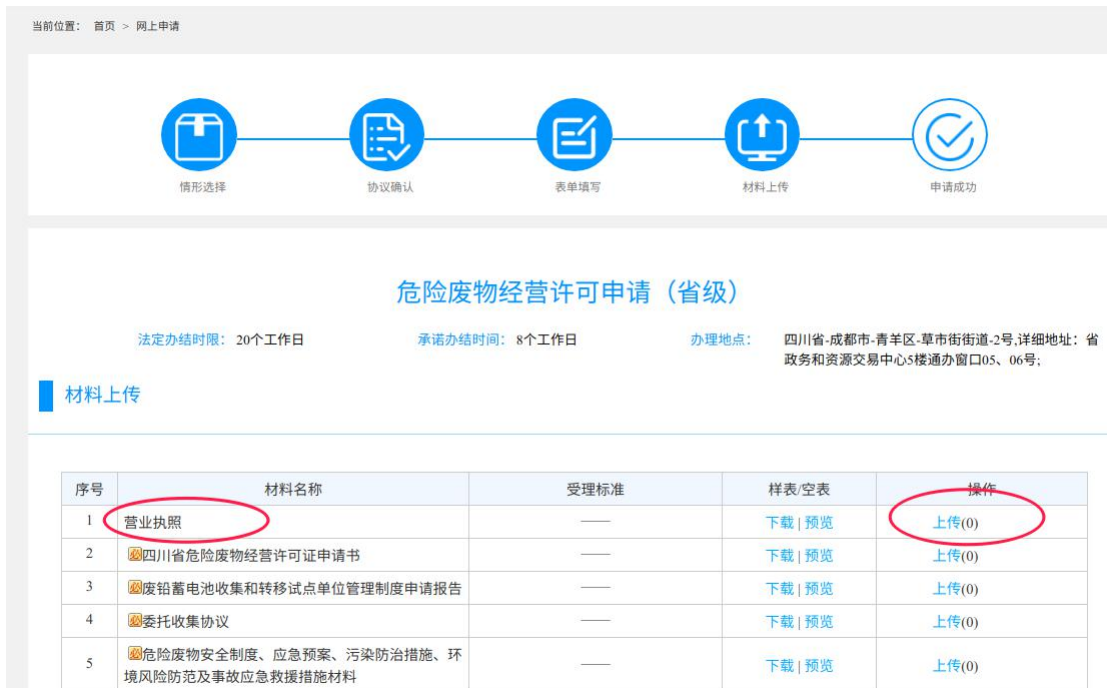 当前位置： 首页 > 网上申请
情形选择 协议确认 表单填写 材料上传 申请成功
危险废物经营许可申请（省级）
法定办结时限： 20个工作日 承诺办结时间： 8个工作日 办理地点： 四川省-成都市-青羊区-草市街街道-2号,详细地址：省
政务和资源交易中心5楼通办窗口05、06号;
材料上传
序号 材料名称 受理标准 样表/空表 操作
1 营业执照 —— 下载 | 预览 上传(0)
2 必四川省危险废物经营许可证申请书 —— 下载 | 预览 上传(0)
3 必废铅蓄电池收集和转移试点单位管理制度申请报告 —— 下载 | 预览 上传(0)
4 必委托收集协议 —— 下载 | 预览 上传(0)
5 必危险废物安全制度、应急预案、污染防治措施、环
境风险防范及事故应急救援措施材料 —— 下载 | 预览 上传(0)